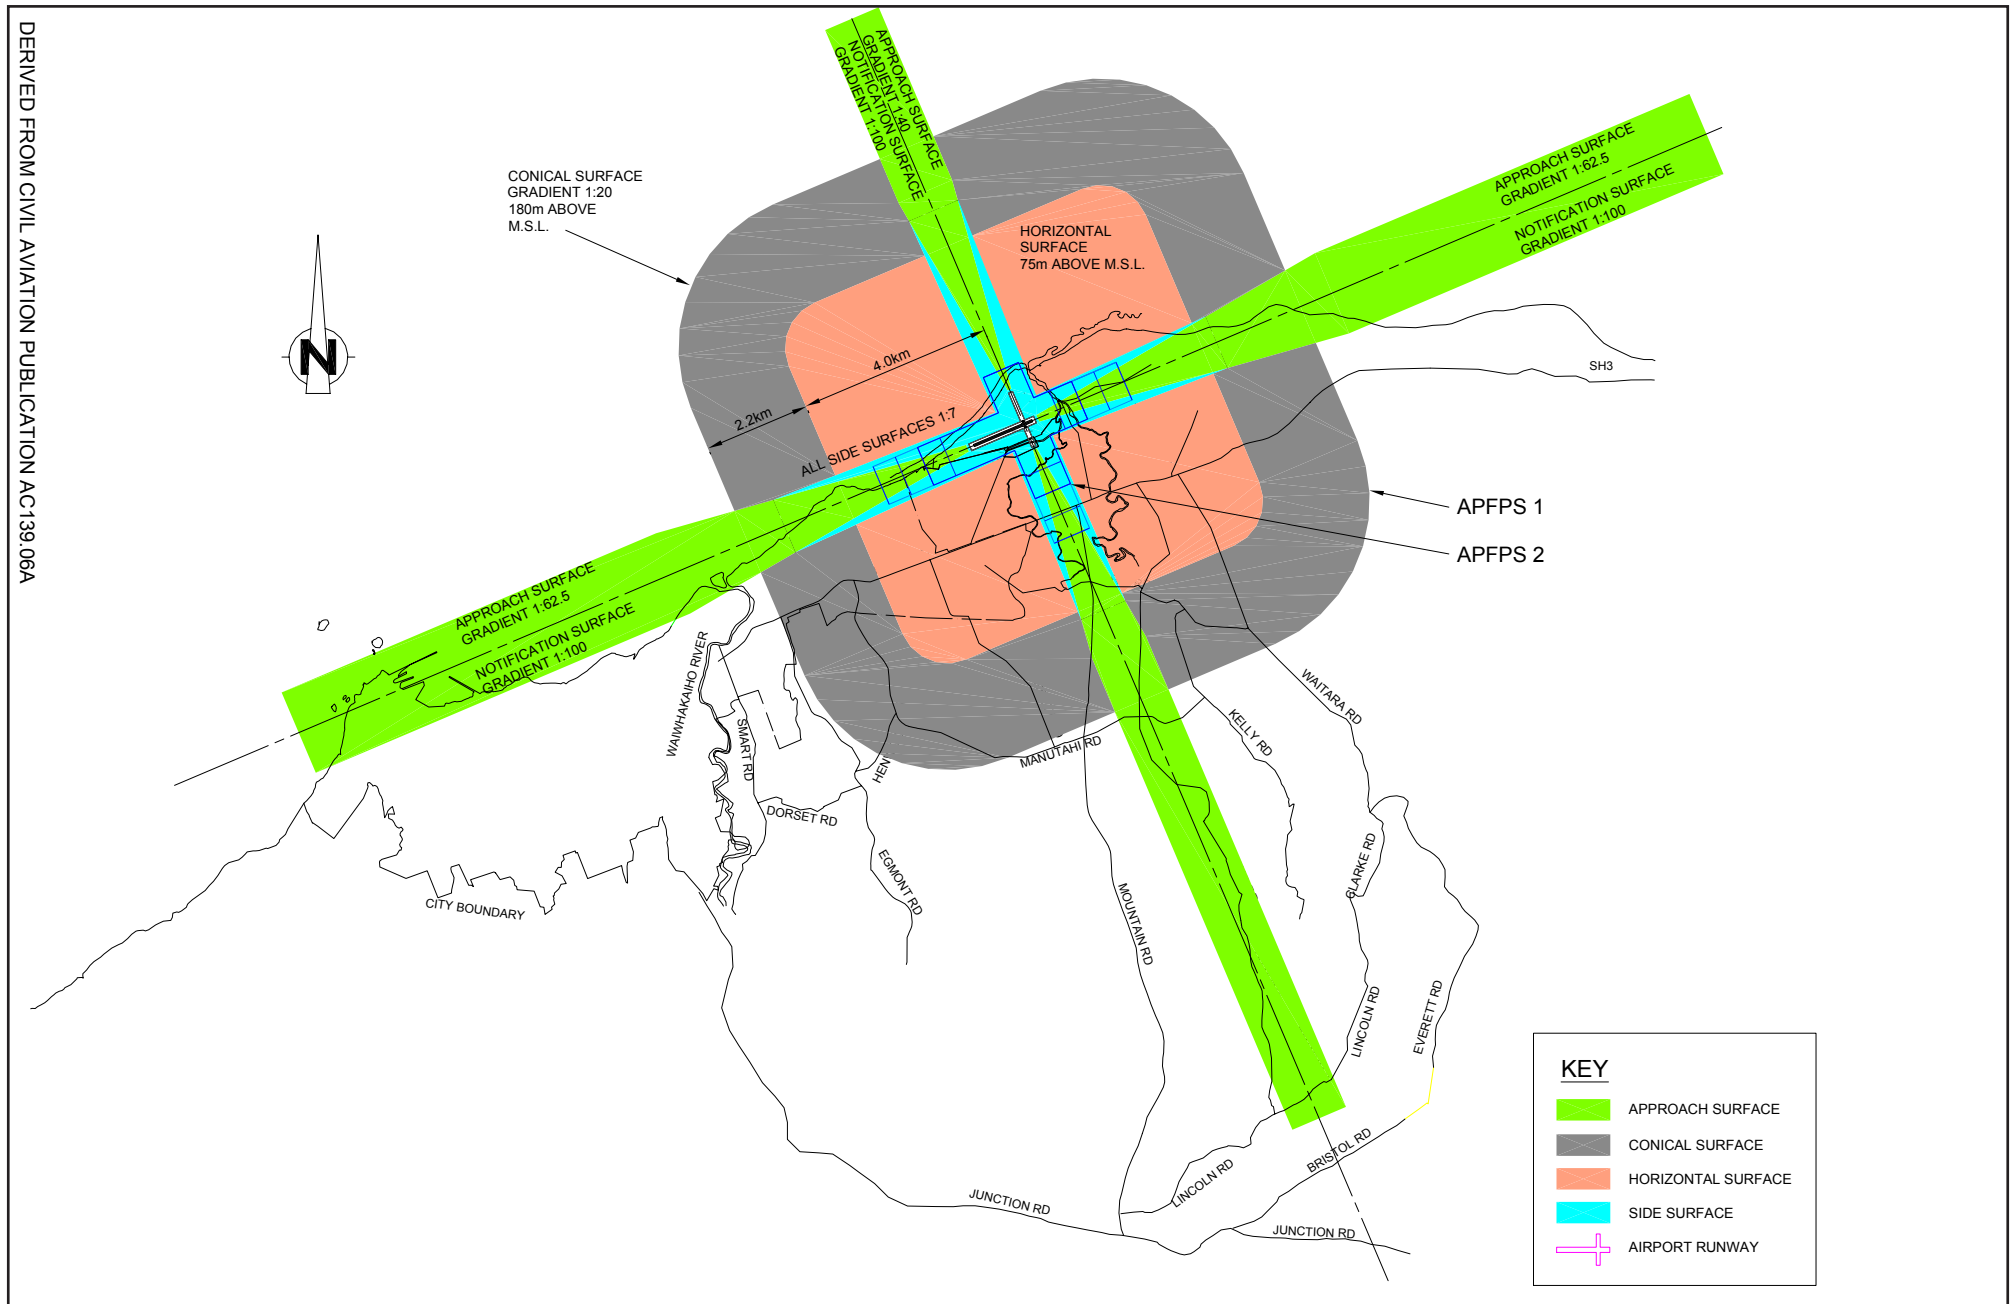 DERIVED FROM CIVIL AVIATION PUBLICATION AC139.06A
APPROACH SURFACE
GRADIENT 1:40
NOTIFICATION SURFACE
GRADIENT 1:100
CONICAL SURFACE
GRADIENT 1:20
180m ABOVE
M.S.L.
HORIZONTAL
SURFACE
75m ABOVE M.S.L.
APPROACH SURFACE
GRADIENT 1:62.5
NOTIFICATION SURFACE
GRADIENT 1:100
N
4.0km
2.2km
ALL SIDE SURFACES 1:7
SH3
APFPS 1
APFPS 2
APPROACH SURFACE
GRADIENT 1:62.5
NOTIFICATION SURFACE
GRADIENT 1:100
WAIWHAKAIHO RIVER
SMART RD
HEN
DORSET RD
EGMONT RD
MANUTAHI RD
KELLY RD
WAITARA RD
CLARKE RD
CITY BOUNDARY
MOUNTAIN RD
LINCOLN RD
EVERETT RD
BRISTOL RD
LINCOLN RD
JUNCTION RD
JUNCTION RD
KEY
APPROACH SURFACE
CONICAL SURFACE
HORIZONTAL SURFACE
SIDE SURFACE
AIRPORT RUNWAY